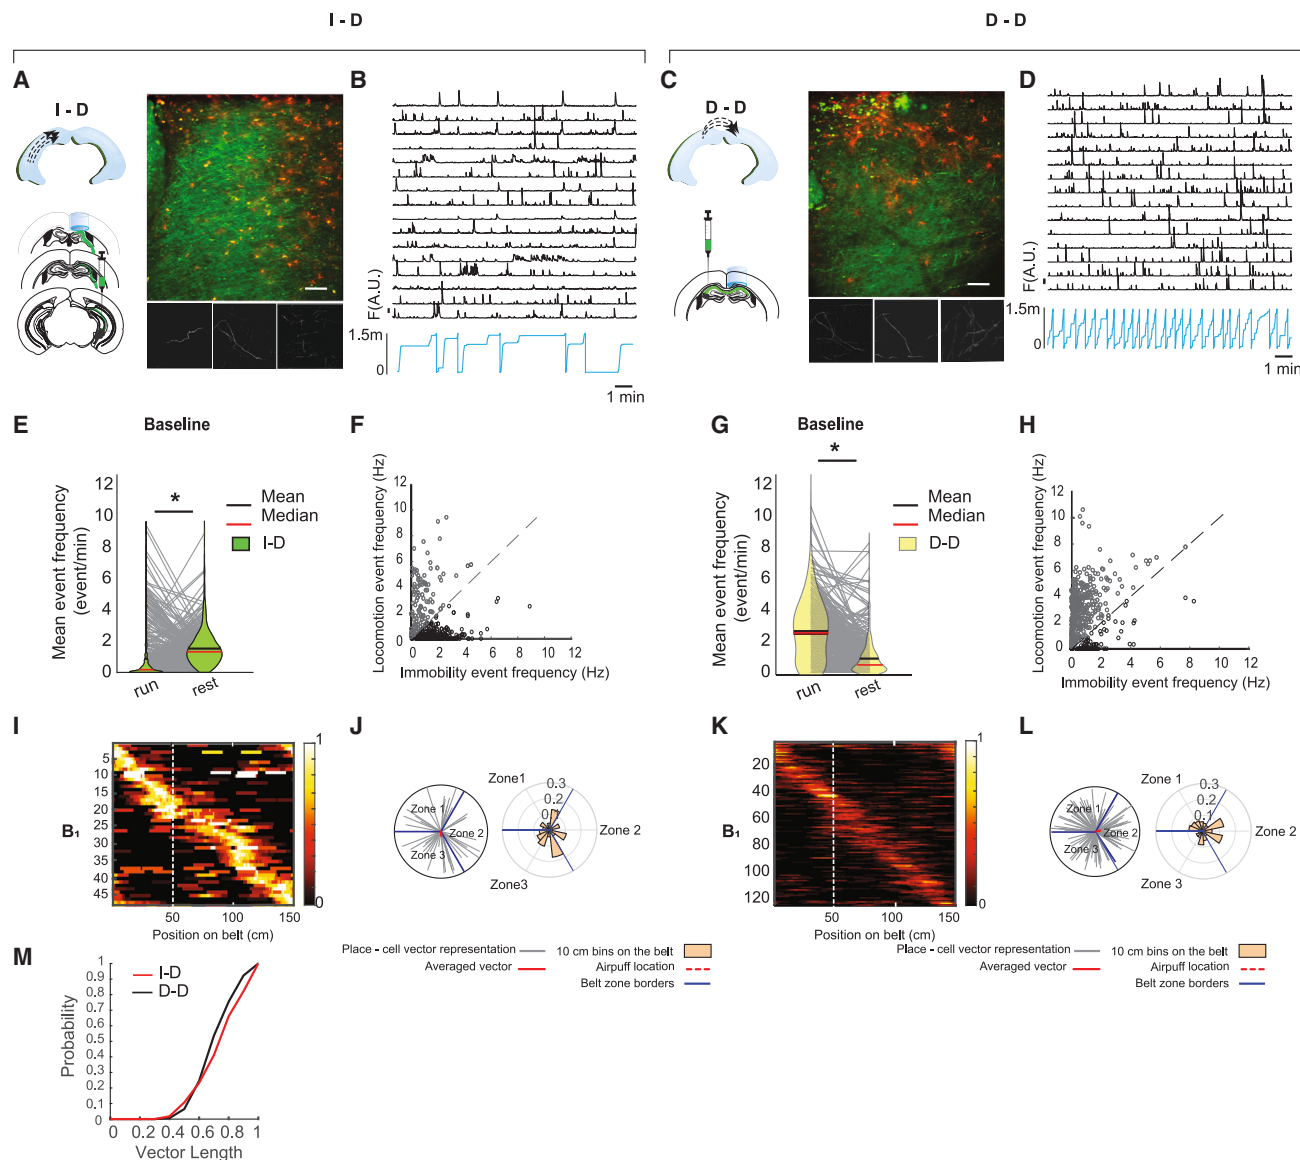 I - D
D - D
A
I - D
B
F(A.U.)
1.5m
0
1 min
C
D - D
D
F(A.U.)
1.5m
0
1 min
E
Baseline
Mean event frequency
(event/min)
12
10
8
6
4
2
0
*
run
rest
Mean
Median
I-D
F
Locomotion event frequency (Hz)
12
10
8
6
4
2
0
0 2 4 6 8 10 12
Immobility event frequency (Hz)
G
Baseline
Mean event frequency
(event/min)
12
10
8
6
4
2
0
*
run
rest
Mean
Median
D-D
H
Locomotion event frequency (Hz)
12
10
8
6
4
2
0
0 2 4 6 8 10 12
Immobility event frequency (Hz)
I
B1
5
10
15
20
25
30
35
40
45
50 100 150
Position on belt (cm)
1
0
J
Zone 1
Zone 2
Zone 3
Zone1
0.3
0.2
0.1
Zone 2
Zone3
K
B1
20
40
60
80
100
120
50 100 150
Position on belt (cm)
1
0
L
Zone 1
Zone 2
Zone 3
Zone 1
0.3
0.2
0.1
Zone 2
Zone 3
Place - cell vector representation
10 cm bins on the belt
Averaged vector
Airpuff location
Belt zone borders
Place - cell vector representation
10 cm bins on the belt
Averaged vector
Airpuff location
Belt zone borders
M
I-D
D-D
Probability
1
0.9
0.8
0.7
0.6
0.5
0.4
0.3
0.2
0.1
0
0 0.2 0.4 0.6 0.8 1
Vector Length